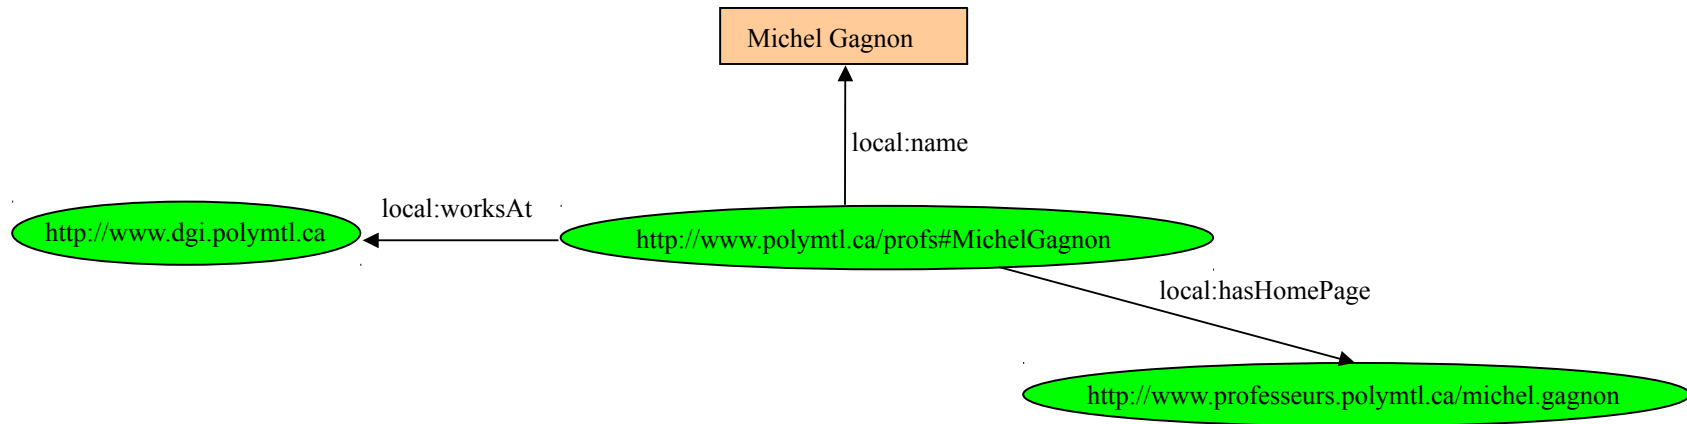 Michel Gagnon
local:name
local:worksAt
http://www.dgi.polymtl.ca
http://www.polymtl.ca/profs#MichelGagnon
local:hasHomePage
http://www.professeurs.polymtl.ca/michel.gagnon